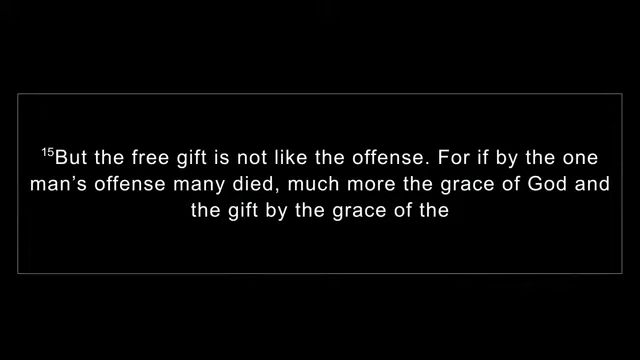 15But the free gift is not like the offense. For if by the one
man's offense many died, much more the grace of God and
the gift by the grace of the